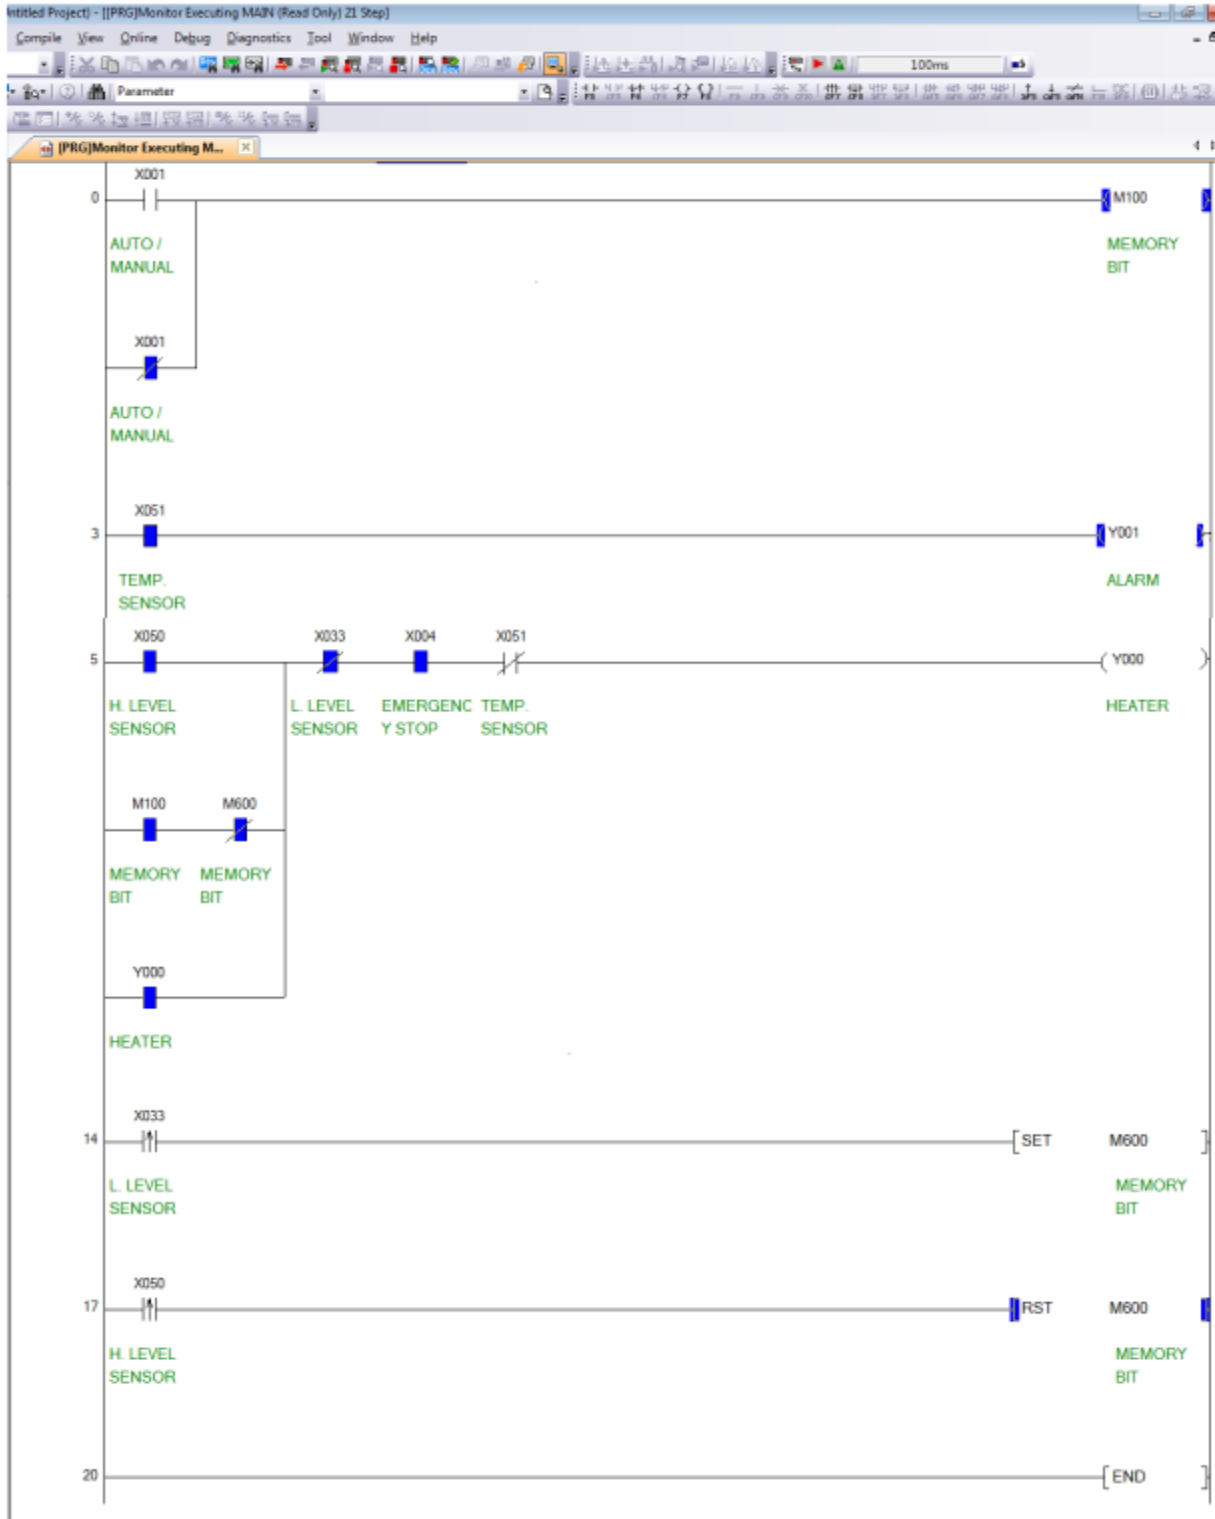 ntitled Project) - [[PRG]Monitor Executing MAIN (Read Only) 21 Step]
Compile View Online Debug Diagnostics Tool Window Help
100ms
Parameter
[PRG]Monitor Executing M...
X001
0 M100
AUTO / MEMORY
MANUAL BIT
X001
AUTO /
MANUAL
X051
3 Y001
TEMP. ALARM
SENSOR
X050 X033 X004 X051
5 Y000
H. LEVEL L. LEVEL EMERGENC TEMP. HEATER
SENSOR SENSOR Y STOP SENSOR
M100 M600
MEMORY MEMORY
BIT BIT
Y000
HEATER
X033
14 SET M600
L. LEVEL MEMORY
SENSOR BIT
X050
17 RST M600
H. LEVEL MEMORY
SENSOR BIT
20 END